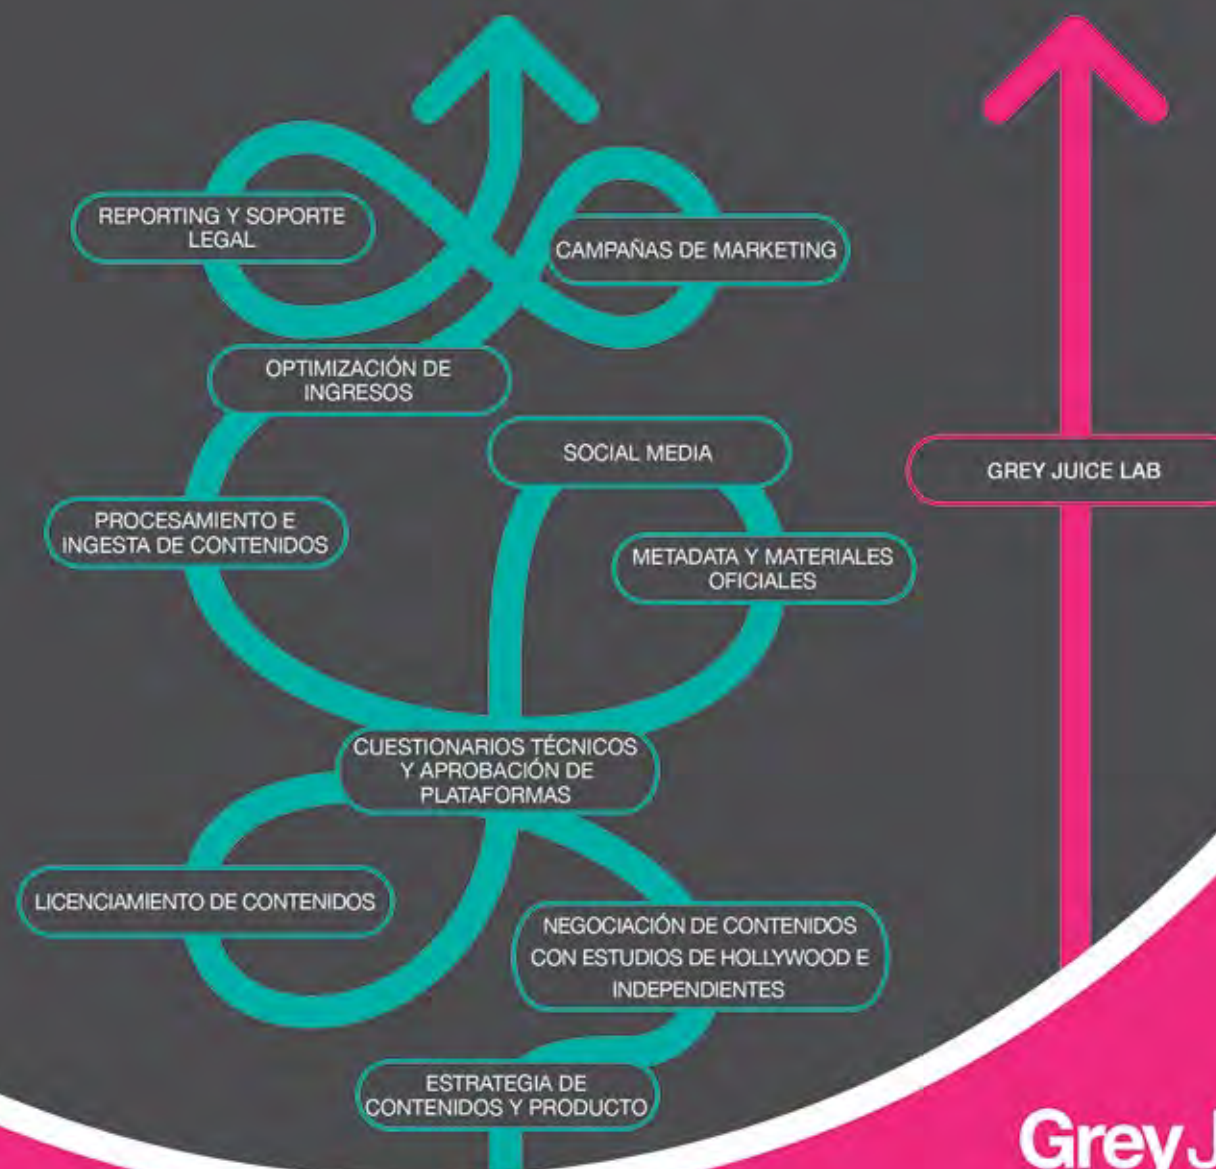 REPORTING Y SOPORTE
LEGAL
CAMPAÑAS DE MARKETING
OPTIMIZACIÓN DE
INGRESOS
SOCIAL MEDIA
GREY JUICE LAB
PROCESAMIENTO E
INGESTA DE CONTENIDOS
METADATA Y MATERIALES
OFICIALES
CUESTIONARIOS TÉCNICOS
Y APROBACIÓN DE
PLATAFORMAS
LICENCIAMIENTO DE CONTENIDOS
NEGOCIACIÓN DE CONTENIDOS
CON ESTUDIOS DE HOLLYWOOD E
INDEPENDIENTES
ESTRATEGIA DE
CONTENIDOS Y PRODUCTO
GreyJ